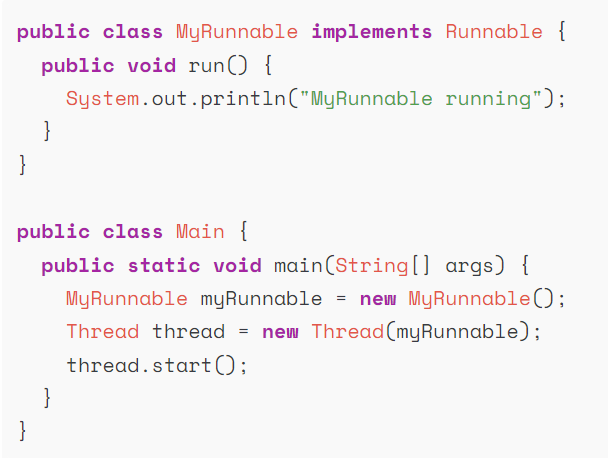 public class MyRunnable implements Runnable {
  public void run() {
    System.out.println("MyRunnable running");
  }
}

public class Main {
  public static void main(String[] args) {
    MyRunnable myRunnable = new MyRunnable();
    Thread thread = new Thread(myRunnable);
    thread.start();
  }
}